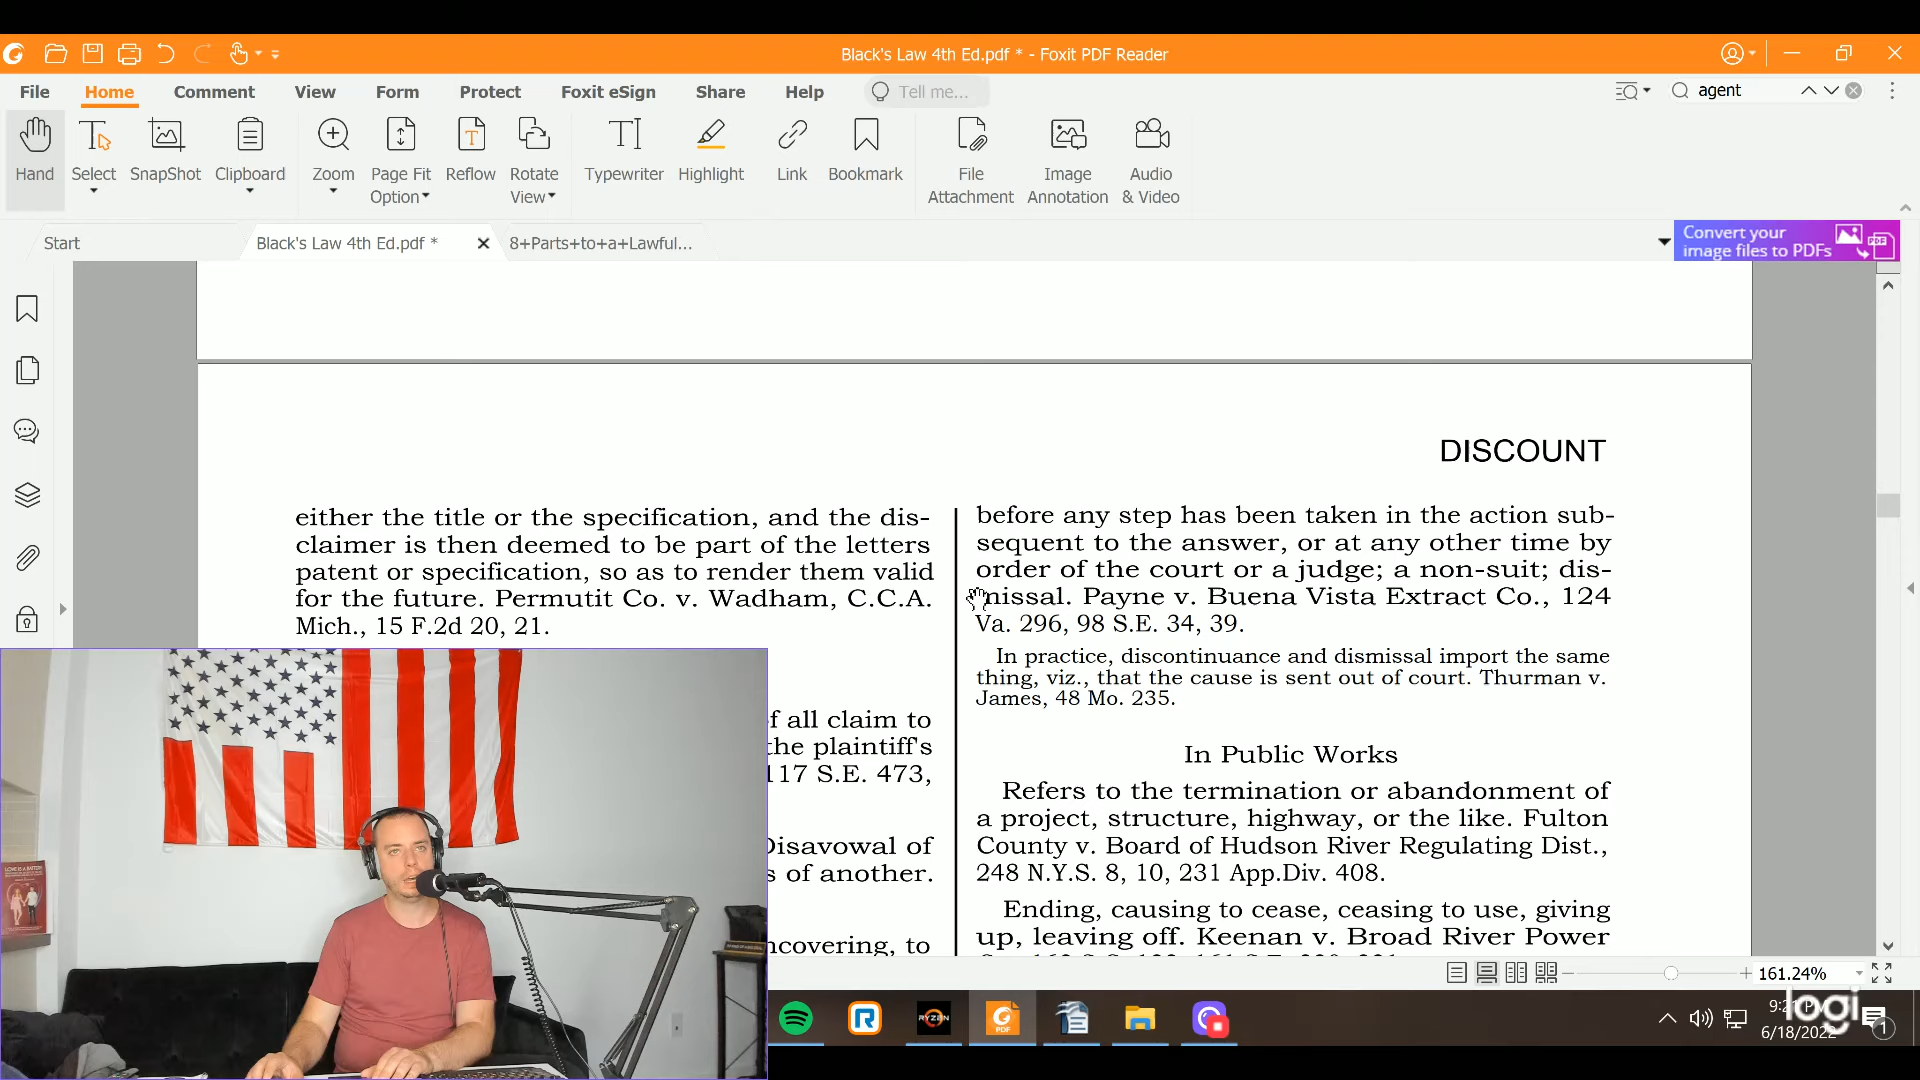 Black's Law 4th Ed.pdf * - Foxit PDF Reader
File Home Comment View Form Protect Foxit eSign Share Help Tell me... agent
Hand Select SnapShot Clipboard Zoom Page Fit Option Reflow Rotate View Typewriter Highlight Link Bookmark File Attachment Image Annotation Audio & Video
Start Black's Law 4th Ed.pdf * 8+Parts+to+a+Lawful...
Convert your
image files to PDFs
PDF
DISCOUNT
either the title or the specification, and the dis-
claimer is then deemed to be part of the letters
patent or specification, so as to render them valid
for the future. Permutit Co. v. Wadham, C.C.A.
Mich., 15 F.2d 20, 21.
f all claim to
the plaintiff's
117 S.E. 473,
Disavowal of
s of another.
ncovering, to
before any step has been taken in the action sub-
sequent to the answer, or at any other time by
order of the court or a judge; a non-suit; dis-
missal. Payne v. Buena Vista Extract Co., 124
Va. 296, 98 S.E. 34, 39.
In practice, discontinuance and dismissal import the same
thing, viz., that the cause is sent out of court. Thurman v.
James, 48 Mo. 235.
In Public Works
Refers to the termination or abandonment of
a project, structure, highway, or the like. Fulton
County v. Board of Hudson River Regulating Dist.,
248 N.Y.S. 8, 10, 231 App.Div. 408.
Ending, causing to cease, ceasing to use, giving
up, leaving off. Keenan v. Broad River Power
161.24%
RYZEN
PDF
6/18/2022
logi
1